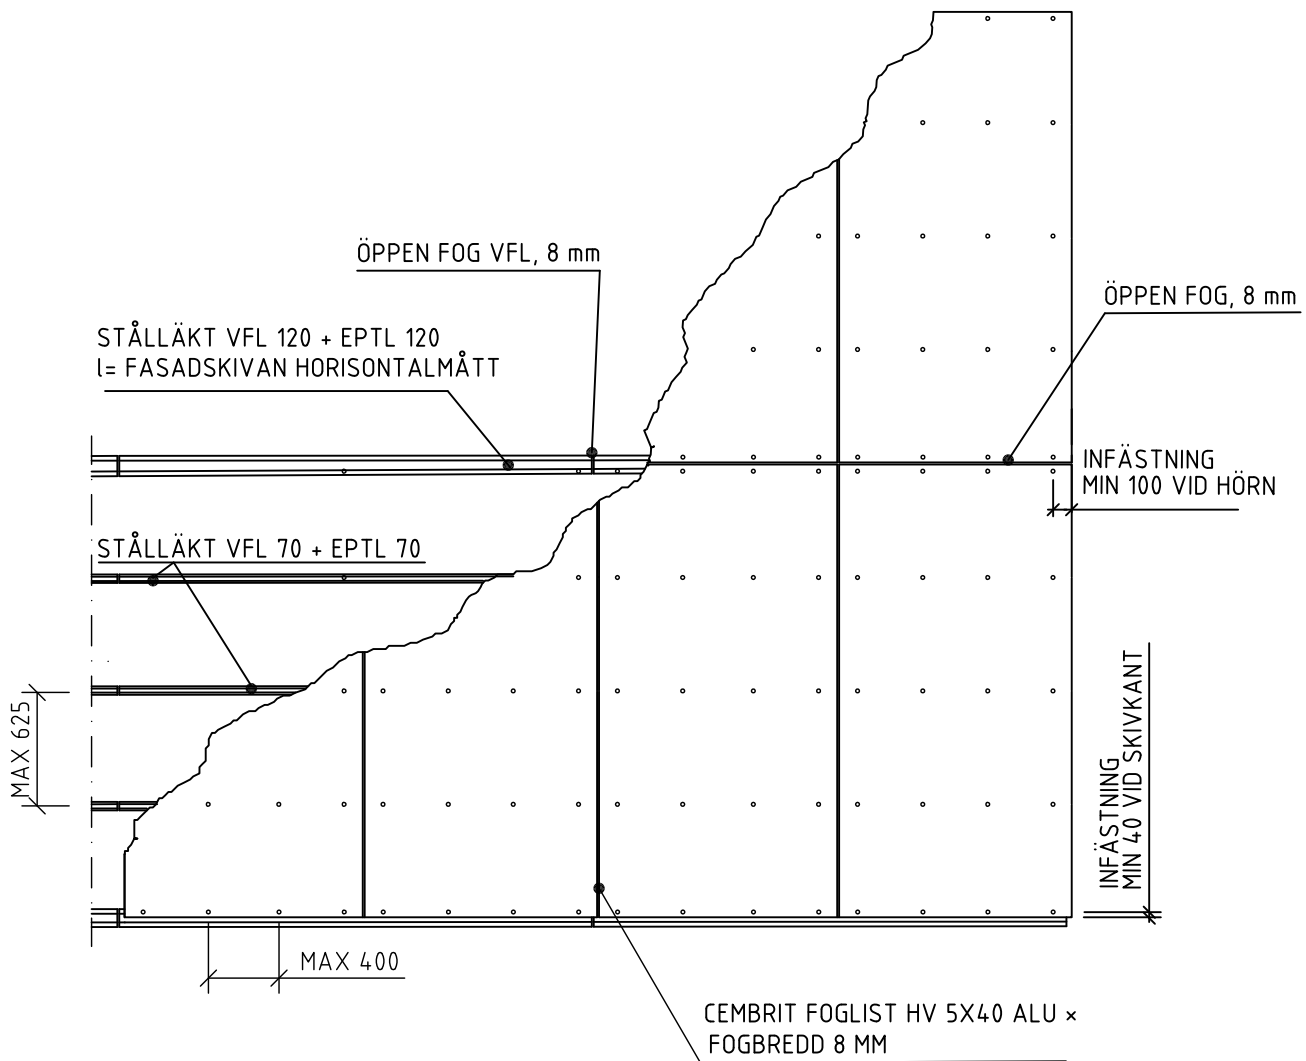 ÖPPEN FOG VFL, 8 mm
ÖPPEN FOG, 8 mm
STÅLLÄKT VFL 120 + EPTL 120
l= FASADSKIVAN HORISONTALMÅTT
INFÄSTNING
MIN 100 VID HÖRN
STÅLLÄKT VFL 70 + EPTL 70
MAX 625
INFÄSTNING
MIN 40 VID SKIVKANT
MAX 400
CEMBRIT FOGLIST HV 5X40 ALU ×
FOGBREDD 8 MM